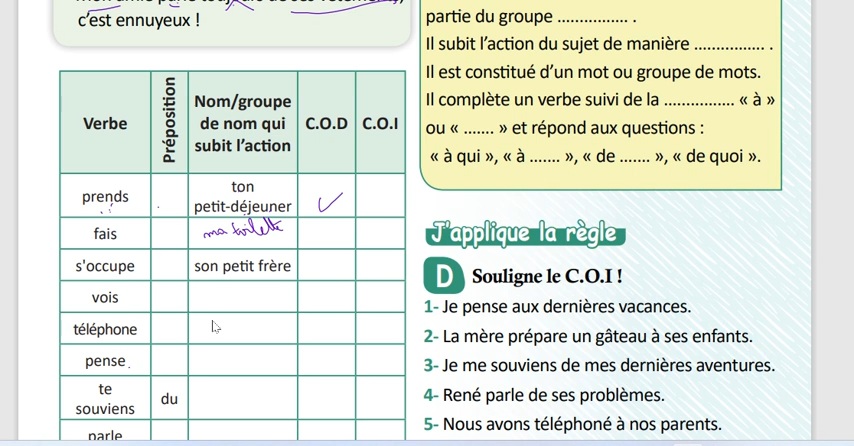 c'est ennuyeux !
Verbe
Préposition
Nom/groupe de nom qui subit l'action
C.O.D
C.O.I
prends
ton petit-déjeuner
fais
ma toilette
s'occupe
son petit frère
vois
téléphone
pense
te souviens
du
parle
partie du groupe ................ .
Il subit l'action du sujet de manière ................ .
Il est constitué d'un mot ou groupe de mots.
Il complète un verbe suivi de la ................ « à »
ou « ....... » et répond aux questions :
« à qui », « à ....... », « de ....... », « de quoi ».
J'applique la règle
D Souligne le C.O.I !
1- Je pense aux dernières vacances.
2- La mère prépare un gâteau à ses enfants.
3- Je me souviens de mes dernières aventures.
4- René parle de ses problèmes.
5- Nous avons téléphoné à nos parents.